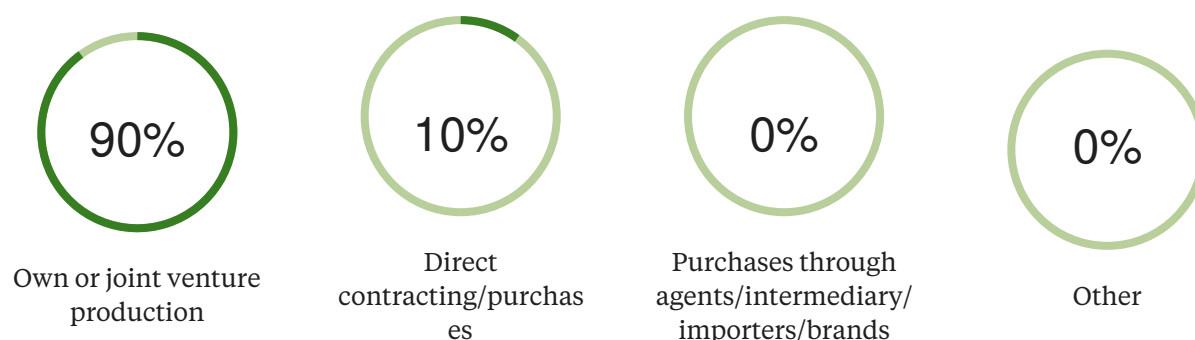 90%
Own or joint venture
production
10%
Direct
contracting/purchas
es
0%
Purchases through
agents/intermediary/
importers/brands
0%
Other